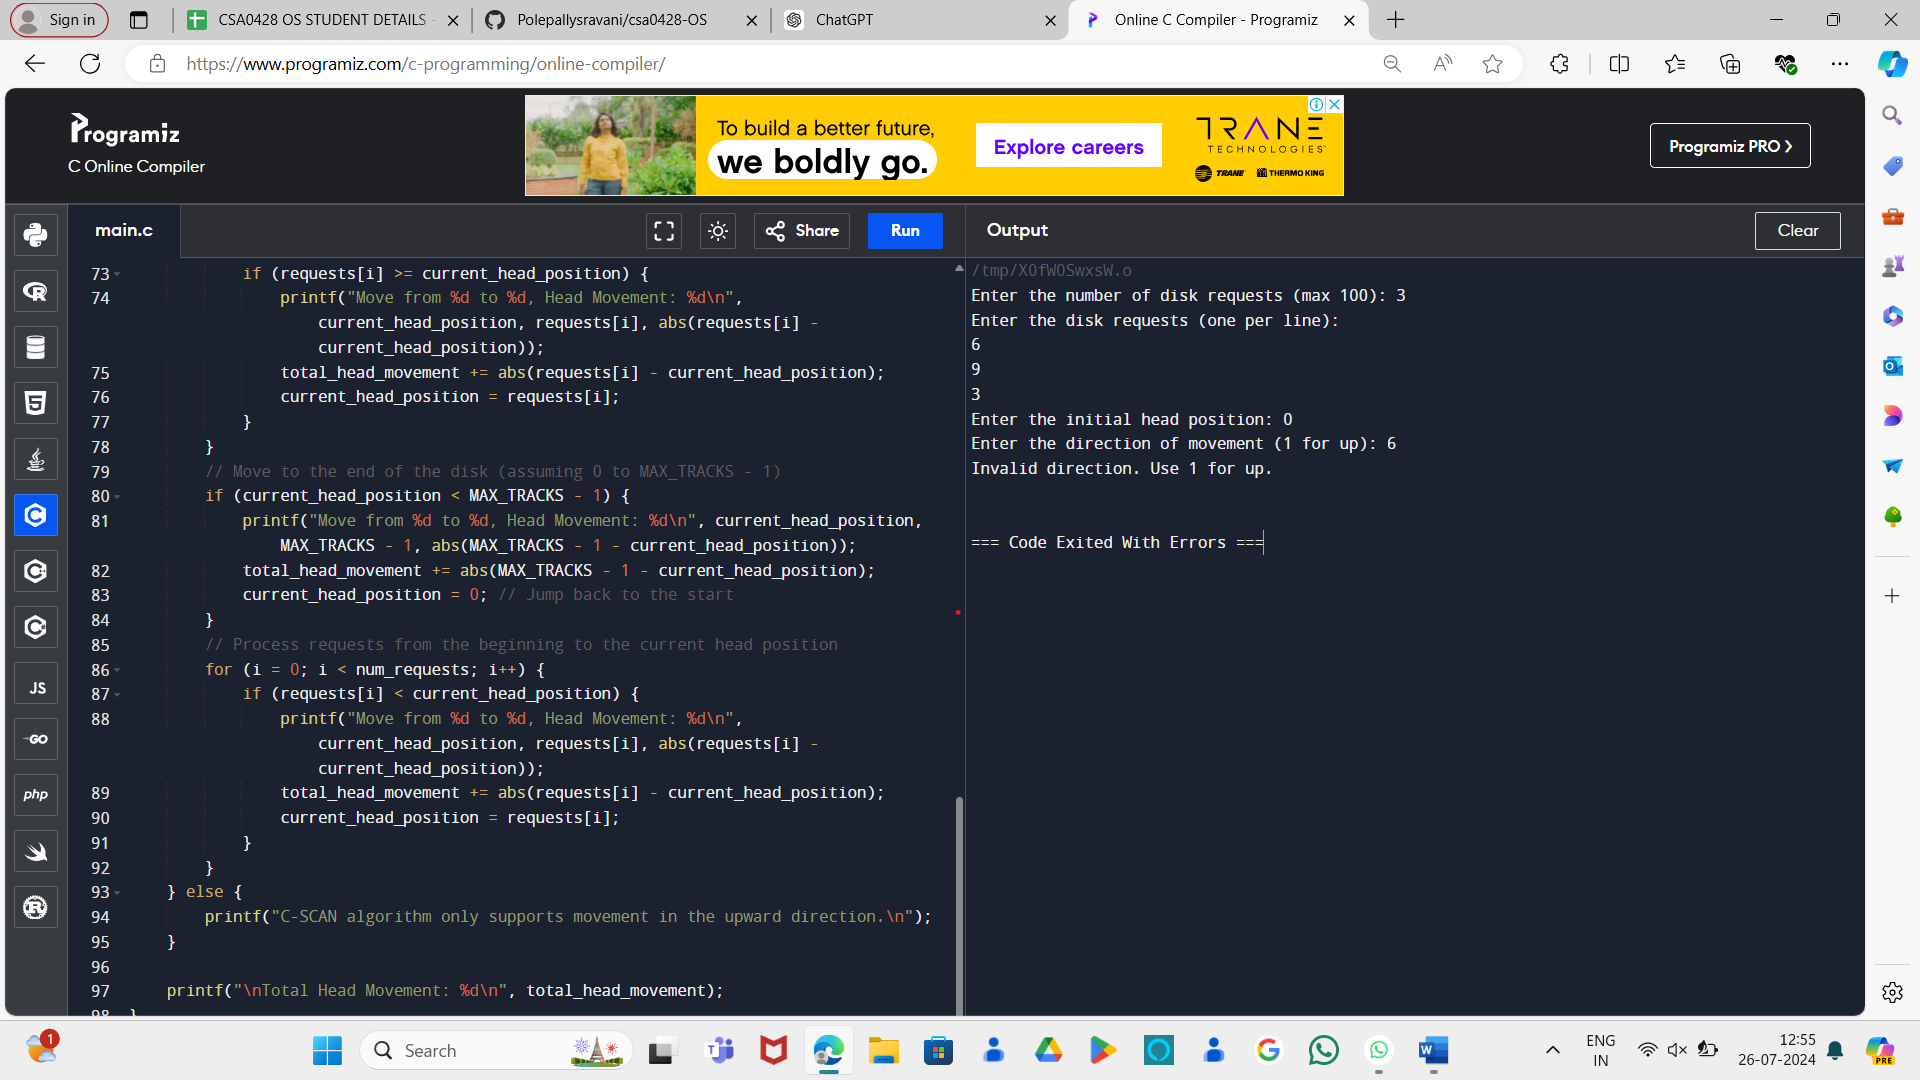 Sign in
CSA0428 OS STUDENT DETAILS -
Polepallysravani/csa0428-OS
ChatGPT
Online C Compiler - Programiz
https://www.programiz.com/c-programming/online-compiler/
Programiz
C Online Compiler
To build a better future,
we boldly go.
Explore careers
TRANE
TECHNOLOGIES
TRANE
THERMO KING
Programiz PRO ›
main.c
Share
Run
Output
Clear
73 if (requests[i] >= current_head_position) {
74 printf("Move from %d to %d, Head Movement: %d\n",
current_head_position, requests[i], abs(requests[i] -
current_head_position));
75 total_head_movement += abs(requests[i] - current_head_position);
76 current_head_position = requests[i];
77 }
78 }
79 // Move to the end of the disk (assuming 0 to MAX_TRACKS - 1)
80 if (current_head_position < MAX_TRACKS - 1) {
81 printf("Move from %d to %d, Head Movement: %d\n", current_head_position,
MAX_TRACKS - 1, abs(MAX_TRACKS - 1 - current_head_position));
82 total_head_movement += abs(MAX_TRACKS - 1 - current_head_position);
83 current_head_position = 0; // Jump back to the start
84 }
85 // Process requests from the beginning to the current head position
86 for (i = 0; i < num_requests; i++) {
87 if (requests[i] < current_head_position) {
88 printf("Move from %d to %d, Head Movement: %d\n",
current_head_position, requests[i], abs(requests[i] -
current_head_position));
89 total_head_movement += abs(requests[i] - current_head_position);
90 current_head_position = requests[i];
91 }
92 }
93 } else {
94 printf("C-SCAN algorithm only supports movement in the upward direction.\n");
95 }
96
97 printf("\nTotal Head Movement: %d\n", total_head_movement);
98 }
/tmp/XOfWOSwxsW.o
Enter the number of disk requests (max 100): 3
Enter the disk requests (one per line):
6
9
3
Enter the initial head position: 0
Enter the direction of movement (1 for up): 6
Invalid direction. Use 1 for up.
=== Code Exited With Errors ===
JS
GO
php
1
Search
ENG
IN
12:55
26-07-2024
PRE